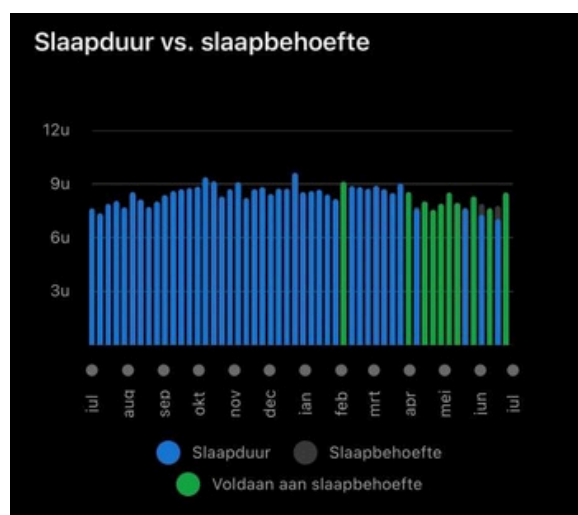 Slaapduur vs. slaapbehoefte
12u
9u
6u
3u
jul
aug
sep
okt
nov
dec
jan
feb
mrt
apr
mei
jun
jul
Slaapduur
Slaapbehoefte
Voldaan aan slaapbehoefte